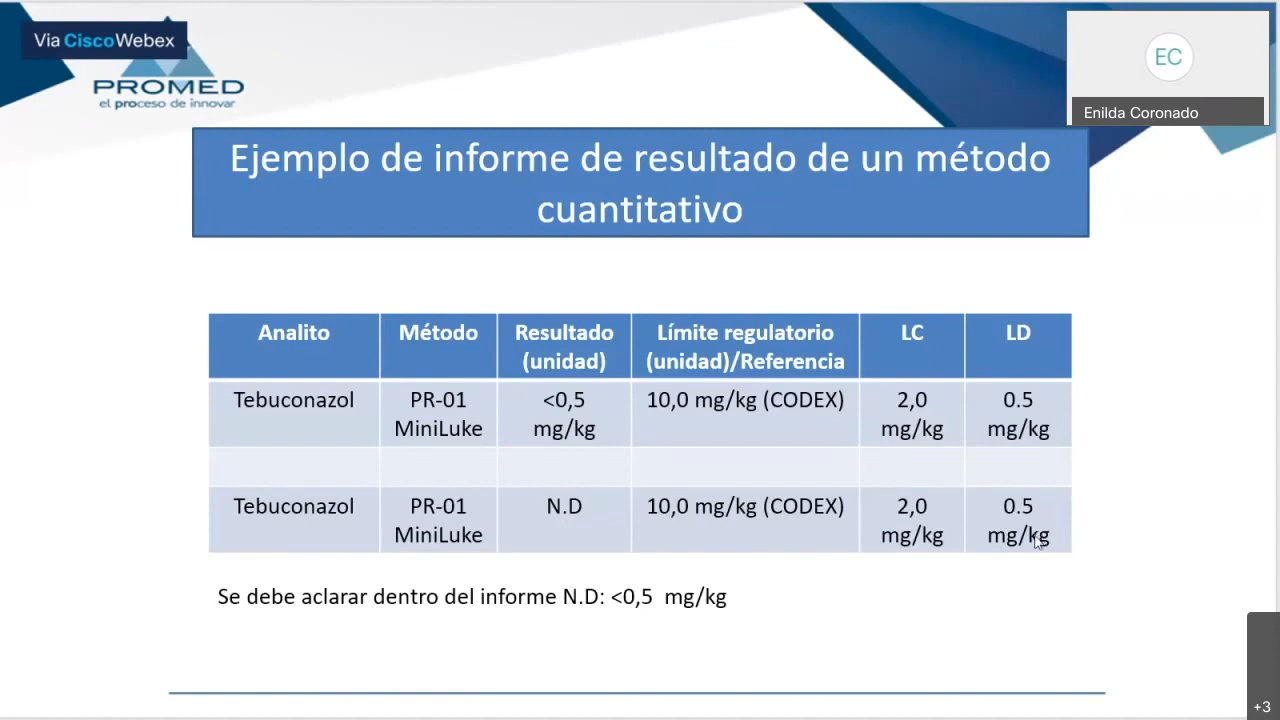 Vía CiscoWebex
PROMED
el proceso de innovar
EC
Enilda Coronado
Ejemplo de informe de resultado de un método
cuantitativo
Analito Método Resultado Límite regulatorio LC LD
(unidad) (unidad)/Referencia
Tebuconazol PR-01 <0,5 10,0 mg/kg (CODEX) 2,0 0.5
MiniLuke mg/kg mg/kg mg/kg
Tebuconazol PR-01 N.D 10,0 mg/kg (CODEX) 2,0 0.5
MiniLuke mg/kg mg/kg
Se debe aclarar dentro del informe N.D: <0,5 mg/kg
+3